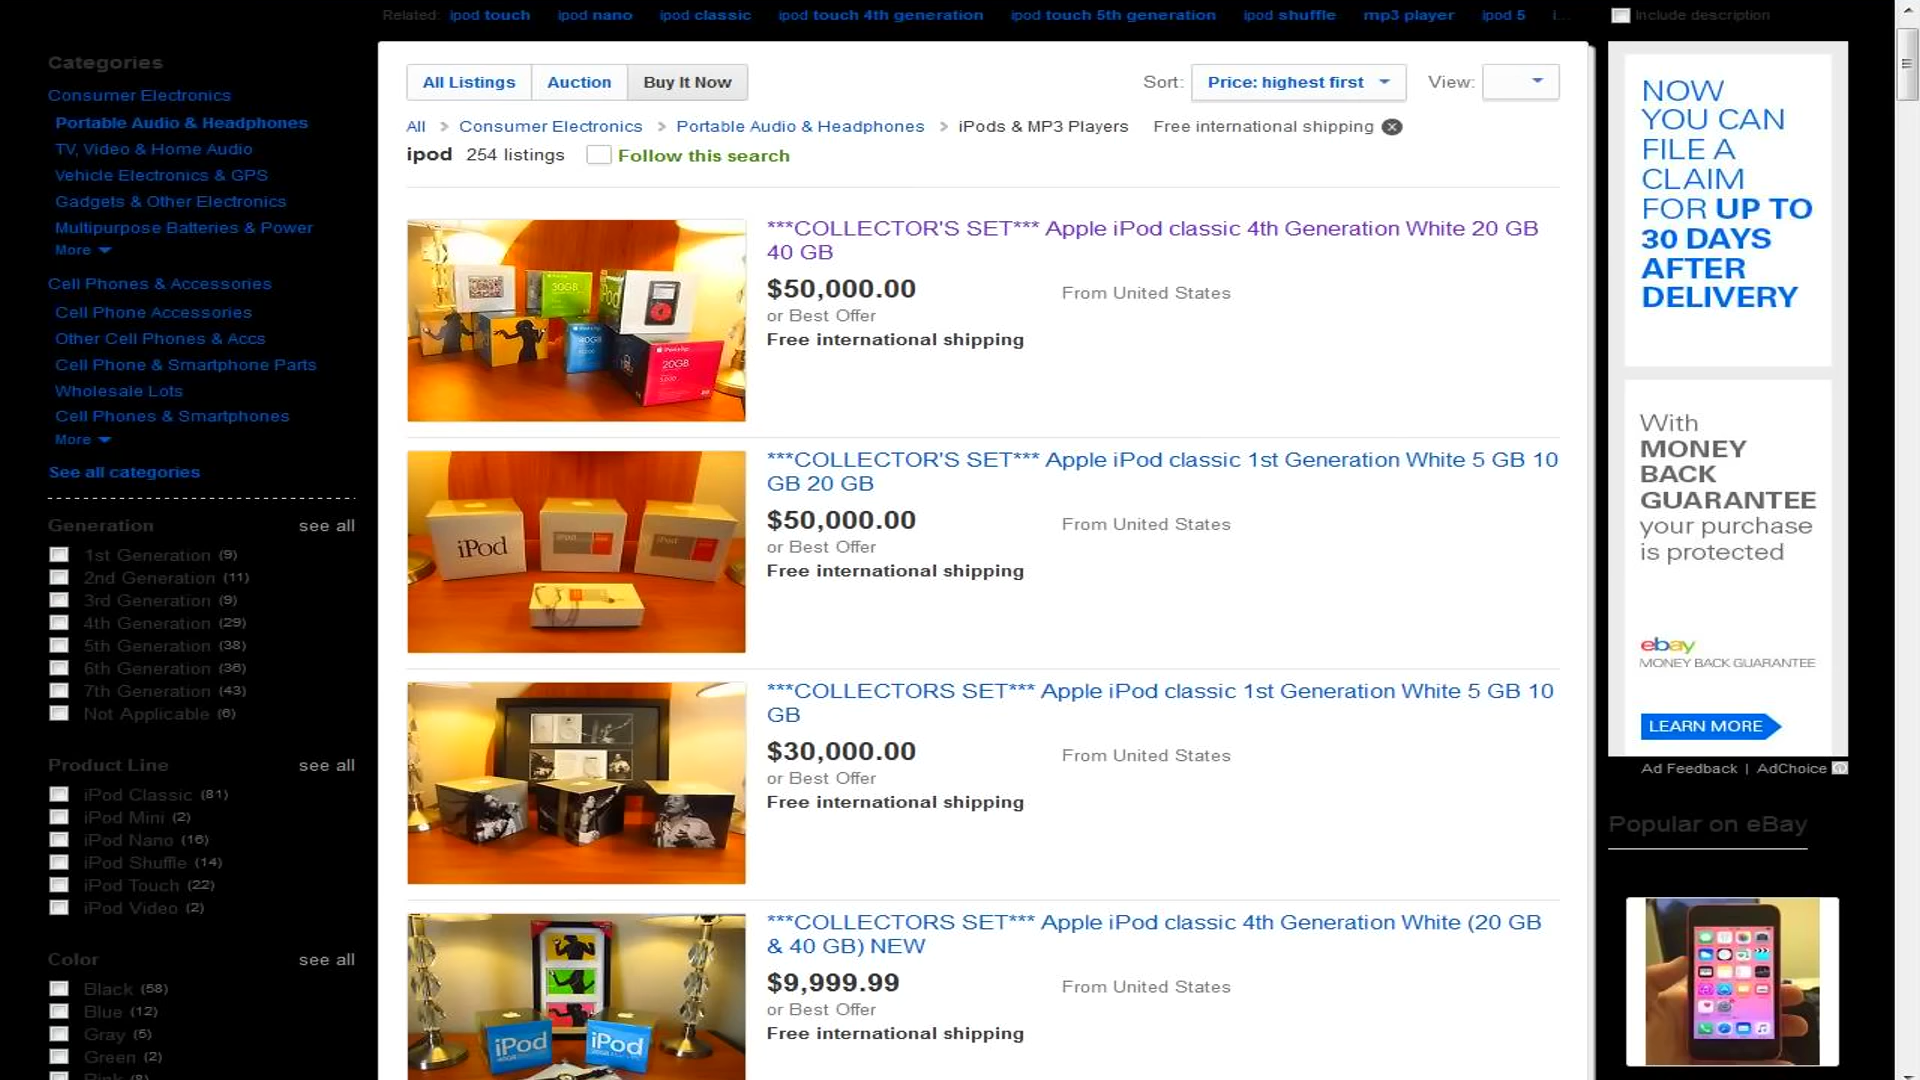 Related: ipod touch ipod nano ipod classic ipod touch 4th generation ipod touch 5th generation ipod shuffle mp3 player ipod 5 i... Include description
Categories
Consumer Electronics
Portable Audio & Headphones
TV, Video & Home Audio
Vehicle Electronics & GPS
Gadgets & Other Electronics
Multipurpose Batteries & Power
More
Cell Phones & Accessories
Cell Phone Accessories
Other Cell Phones & Accs
Cell Phone & Smartphone Parts
Wholesale Lots
Cell Phones & Smartphones
More
See all categories
Generation see all
1st Generation (9)
2nd Generation (11)
3rd Generation (9)
4th Generation (29)
5th Generation (38)
6th Generation (36)
7th Generation (43)
Not Applicable (6)
Product Line see all
iPod Classic (81)
iPod Mini (2)
iPod Nano (16)
iPod Shuffle (14)
iPod Touch (22)
iPod Video (2)
Color see all
Black (58)
Blue (12)
Gray (5)
Green (2)
Pink (8)
All Listings Auction Buy It Now Sort: Price: highest first View:
All > Consumer Electronics > Portable Audio & Headphones > iPods & MP3 Players Free international shipping
ipod 254 listings Follow this search
***COLLECTOR'S SET*** Apple iPod classic 4th Generation White 20 GB
40 GB
$50,000.00 From United States
or Best Offer
Free international shipping
30GB
iPod
40GB
20GB
***COLLECTOR'S SET*** Apple iPod classic 1st Generation White 5 GB 10
GB 20 GB
$50,000.00 From United States
or Best Offer
Free international shipping
iPod
iPod
iPod
***COLLECTORS SET*** Apple iPod classic 1st Generation White 5 GB 10
GB
$30,000.00 From United States
or Best Offer
Free international shipping
***COLLECTORS SET*** Apple iPod classic 4th Generation White (20 GB
& 40 GB) NEW
$9,999.99 From United States
or Best Offer
Free international shipping
iPod
iPod
NOW
YOU CAN
FILE A
CLAIM
FOR UP TO
30 DAYS
AFTER
DELIVERY
With
MONEY
BACK
GUARANTEE
your purchase
is protected
ebay
MONEY BACK GUARANTEE
LEARN MORE
Ad Feedback | AdChoice
Popular on eBay